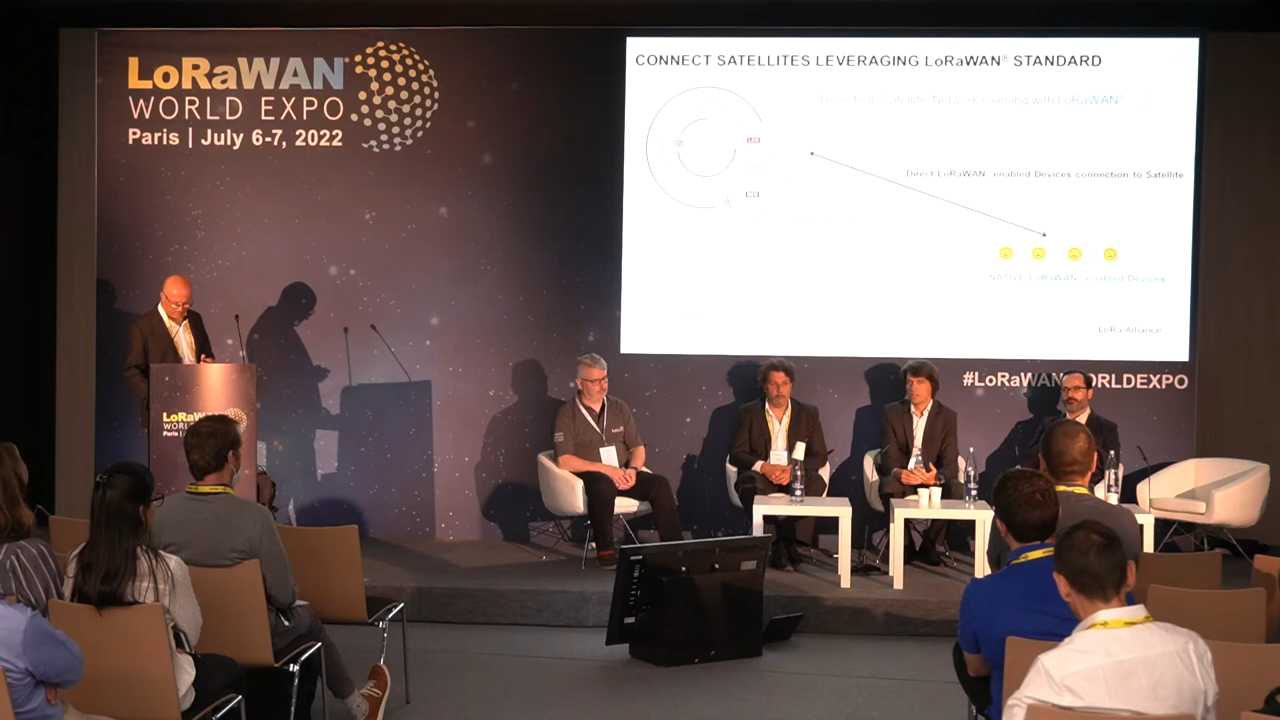 LoRaWAN®
WORLD EXPO
Paris | July 6-7, 2022
CONNECT SATELLITES LEVERAGING LoRaWAN® STANDARD
Terrestrial-Satellite Network roaming with LoRaWAN®
LEO
Direct LoRaWAN® enabled Devices connection to Satellite
NATIVE LoRaWAN® enabled Devices
LoRa Alliance
#LoRaWANWORLDEXPO
LoRaWAN
WORLD
Paris |